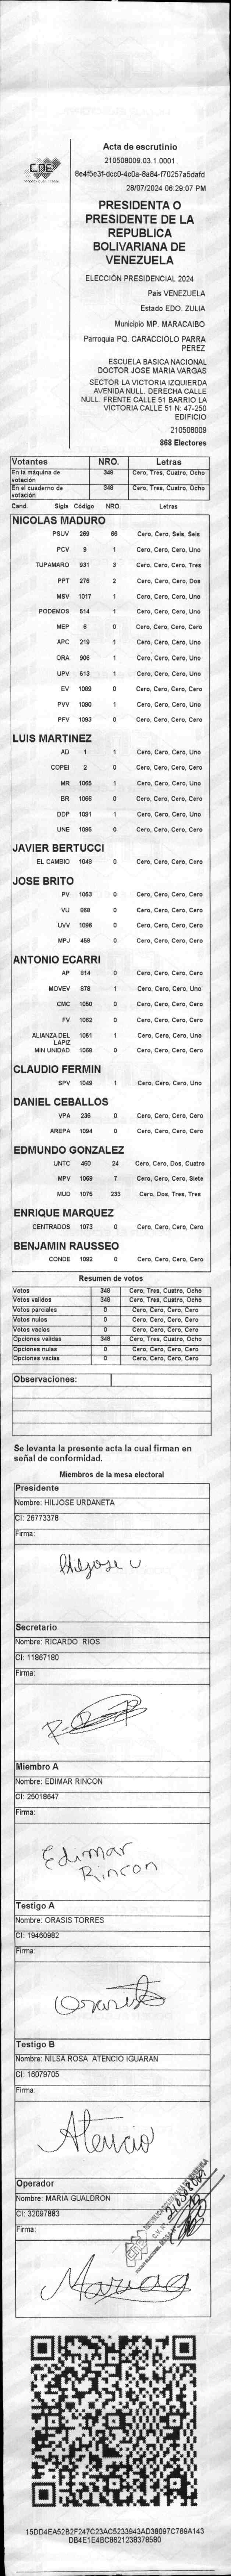 CNE
Acta de escrutinio
210508009.03.1.0001
8e4f5e3f-dcc0-4c0a-8a84-f70257a5dafd
28/07/2024 06:29:07 PM
PRESIDENTA O
PRESIDENTE DE LA
REPUBLICA
BOLIVARIANA DE
VENEZUELA
ELECCIÓN PRESIDENCIAL 2024
Pais VENEZUELA
Estado EDO. ZULIA
Municipio MP. MARACAIBO
Parroquia PQ. CARACCIOLO PARRA
PEREZ
ESCUELA BASICA NACIONAL
DOCTOR JOSE MARIA VARGAS
SECTOR LA VICTORIA IZQUIERDA
AVENIDA NULL. DERECHA CALLE
NULL. FRENTE CALLE 51 BARRIO LA
VICTORIA CALLE 51 N: 47-250
EDIFICIO
210508009
868 Electores
Votantes NRO. Letras
En la máquina de votación 348 Cero, Tres, Cuatro, Ocho
En el cuaderno de votación 348 Cero, Tres, Cuatro, Ocho
Cand. Sigla Código NRO. Letras
NICOLAS MADURO
PSUV 269 66 Cero, Cero, Seis, Seis
PCV 9 1 Cero, Cero, Cero, Uno
TUPAMARO 931 3 Cero, Cero, Cero, Tres
PPT 276 2 Cero, Cero, Cero, Dos
MSV 1017 1 Cero, Cero, Cero, Uno
PODEMOS 514 1 Cero, Cero, Cero, Uno
MEP 6 0 Cero, Cero, Cero, Cero
APC 219 1 Cero, Cero, Cero, Uno
ORA 906 1 Cero, Cero, Cero, Uno
UPV 513 1 Cero, Cero, Cero, Uno
EV 1089 0 Cero, Cero, Cero, Cero
PVV 1090 1 Cero, Cero, Cero, Uno
PFV 1093 0 Cero, Cero, Cero, Cero
LUIS MARTINEZ
AD 1 1 Cero, Cero, Cero, Uno
COPEI 2 0 Cero, Cero, Cero, Cero
MR 1065 1 Cero, Cero, Cero, Uno
BR 1066 0 Cero, Cero, Cero, Cero
DDP 1091 1 Cero, Cero, Cero, Uno
UNE 1095 0 Cero, Cero, Cero, Cero
JAVIER BERTUCCI
EL CAMBIO 1048 0 Cero, Cero, Cero, Cero
JOSE BRITO
PV 1053 0 Cero, Cero, Cero, Cero
VU 868 0 Cero, Cero, Cero, Cero
UVV 1096 0 Cero, Cero, Cero, Cero
MPJ 458 0 Cero, Cero, Cero, Cero
ANTONIO ECARRI
AP 814 0 Cero, Cero, Cero, Cero
MOVEV 878 1 Cero, Cero, Cero, Uno
CMC 1050 0 Cero, Cero, Cero, Cero
FV 1062 0 Cero, Cero, Cero, Cero
ALIANZA DEL LAPIZ 1051 1 Cero, Cero, Cero, Uno
MIN UNIDAD 1068 0 Cero, Cero, Cero, Cero
CLAUDIO FERMIN
SPV 1049 1 Cero, Cero, Cero, Uno
DANIEL CEBALLOS
VPA 235 0 Cero, Cero, Cero, Cero
AREPA 1094 0 Cero, Cero, Cero, Cero
EDMUNDO GONZALEZ
UNTC 460 24 Cero, Cero, Dos, Cuatro
MPV 1069 7 Cero, Cero, Cero, Siete
MUD 1075 233 Cero, Dos, Tres, Tres
ENRIQUE MARQUEZ
CENTRADOS 1073 0 Cero, Cero, Cero, Cero
BENJAMIN RAUSSEO
CONDE 1092 0 Cero, Cero, Cero, Cero
Resumen de votos
Votos 348 Cero, Tres, Cuatro, Ocho
Votos validos 348 Cero, Tres, Cuatro, Ocho
Votos parciales 0 Cero, Cero, Cero, Cero
Votos nulos 0 Cero, Cero, Cero, Cero
Votos vacios 0 Cero, Cero, Cero, Cero
Opciones validas 348 Cero, Tres, Cuatro, Ocho
Opciones nulas 0 Cero, Cero, Cero, Cero
Opciones vacias 0 Cero, Cero, Cero, Cero
Observaciones:
Se levanta la presente acta la cual firman en
señal de conformidad.
Miembros de la mesa electoral
Presidente
Nombre: HILJOSE URDANETA
CI: 26773378
Firma:
Hiljose U.
Secretario
Nombre: RICARDO RIOS
CI: 11867180
Firma:
Miembro A
Nombre: EDIMAR RINCON
CI: 25018647
Firma:
Edimar
Rincon
Testigo A
Nombre: ORASIS TORRES
CI: 19460982
Firma:
Testigo B
Nombre: NILSA ROSA ATENCIO IGUARAN
CI: 16079705
Firma:
Atencio
Operador
Nombre: MARIA GUALDRON
CI: 32097883
Firma:
15DD4EA52B2F247C23AC5233943AD38097C789A143
DB4E1E4BC8621238378580